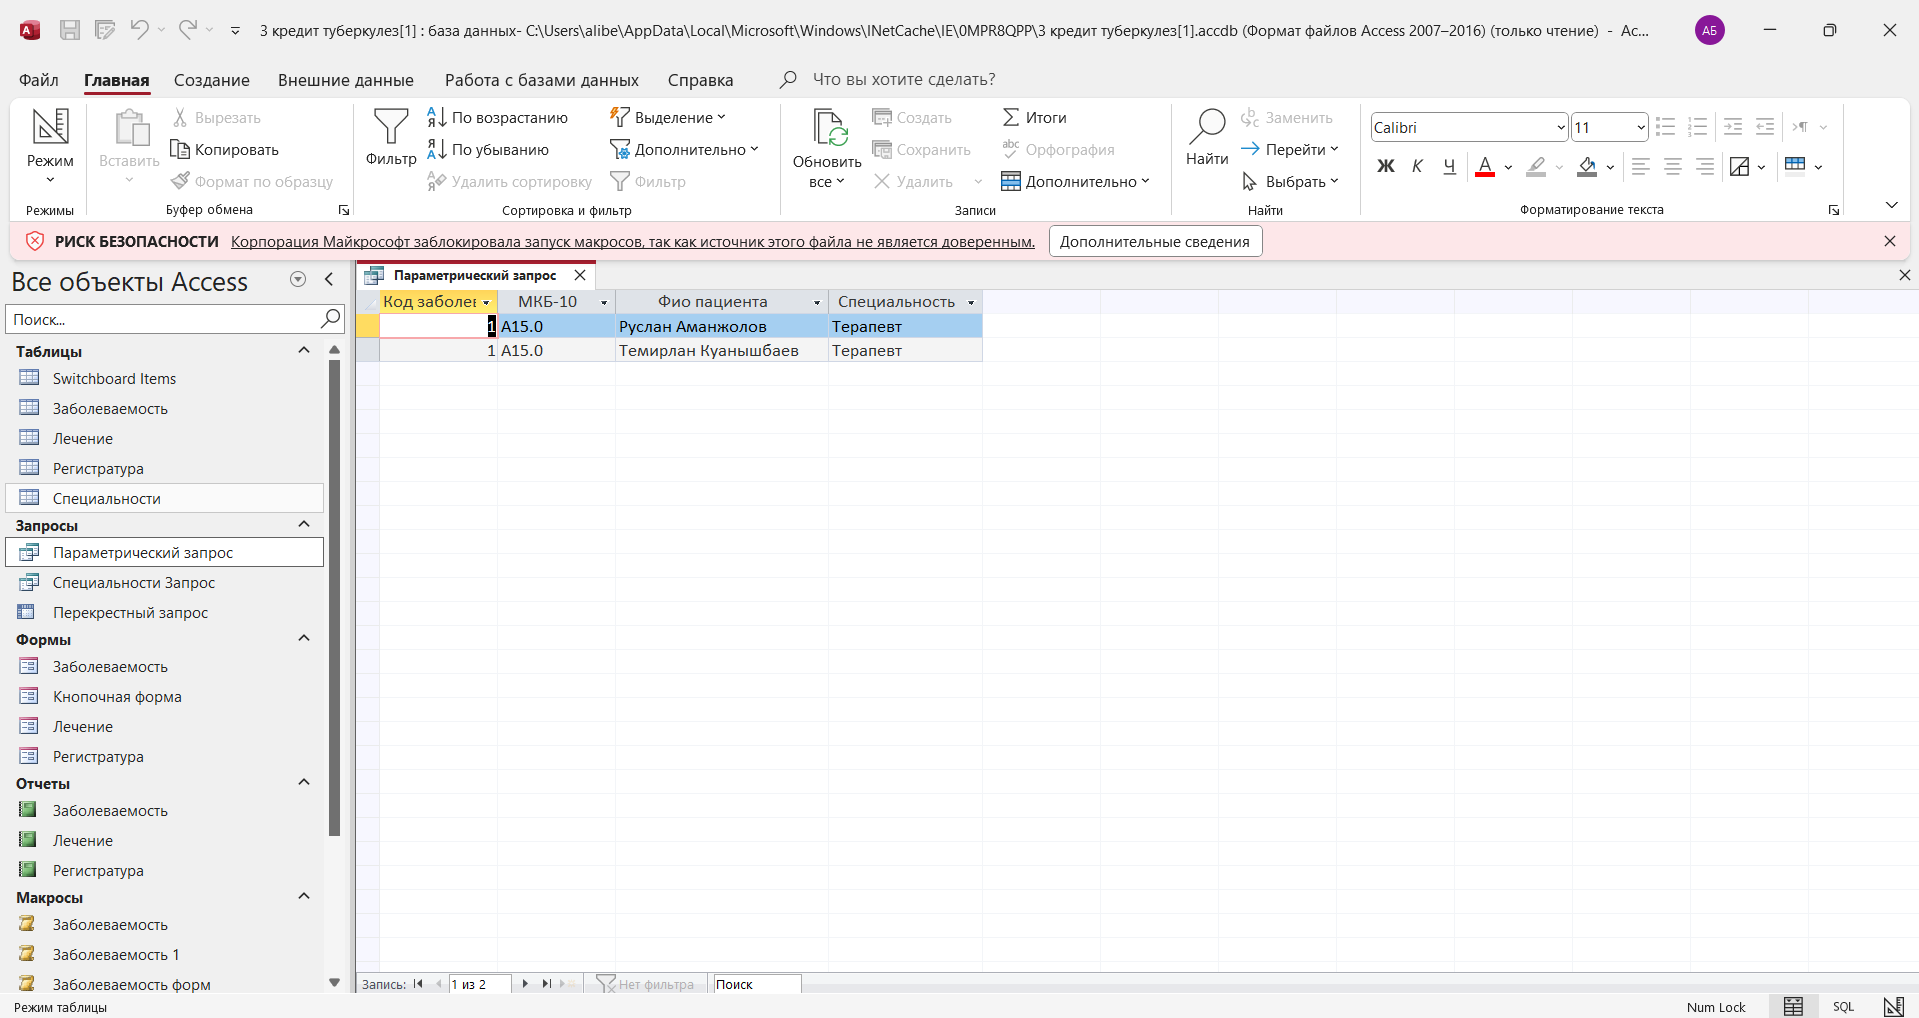 3 кредит туберкулез[1] : база данных- C:\Users\alibe\AppData\Local\Microsoft\Windows\INetCache\IE\0MPR8QPP\3 кредит туберкулез[1].accdb (Формат файлов Access 2007–2016) (только чтение) - Ac...
АБ
Файл Главная Создание Внешние данные Работа с базами данных Справка Что вы хотите сделать?
Режим
Режимы
Вставить
Вырезать
Копировать
Формат по образцу
Буфер обмена
Фильтр
По возрастанию
По убыванию
Удалить сортировку
Выделение
Дополнительно
Фильтр
Сортировка и фильтр
Обновить
все
Создать
Сохранить
Удалить
Итоги
Орфография
Дополнительно
Записи
Найти
Заменить
Перейти
Выбрать
Найти
Calibri 11
Ж К Ч A
Форматирование текста
РИСК БЕЗОПАСНОСТИ Корпорация Майкрософт заблокировала запуск макросов, так как источник этого файла не является доверенным. Дополнительные сведения
Все объекты Access
Поиск...
Таблицы
Switchboard Items
Заболеваемость
Лечение
Регистратура
Специальности
Запросы
Параметрический запрос
Специальности Запрос
Перекрестный запрос
Формы
Заболеваемость
Кнопочная форма
Лечение
Регистратура
Отчеты
Заболеваемость
Лечение
Регистратура
Макросы
Заболеваемость
Заболеваемость 1
Заболеваемость форм
Параметрический запрос
Код заболев МКБ-10 Фио пациента Специальность
1 A15.0 Руслан Аманжолов Терапевт
1 A15.0 Темирлан Куанышбаев Терапевт
Запись: 1 из 2 Нет фильтра Поиск
Режим таблицы Num Lock SQL